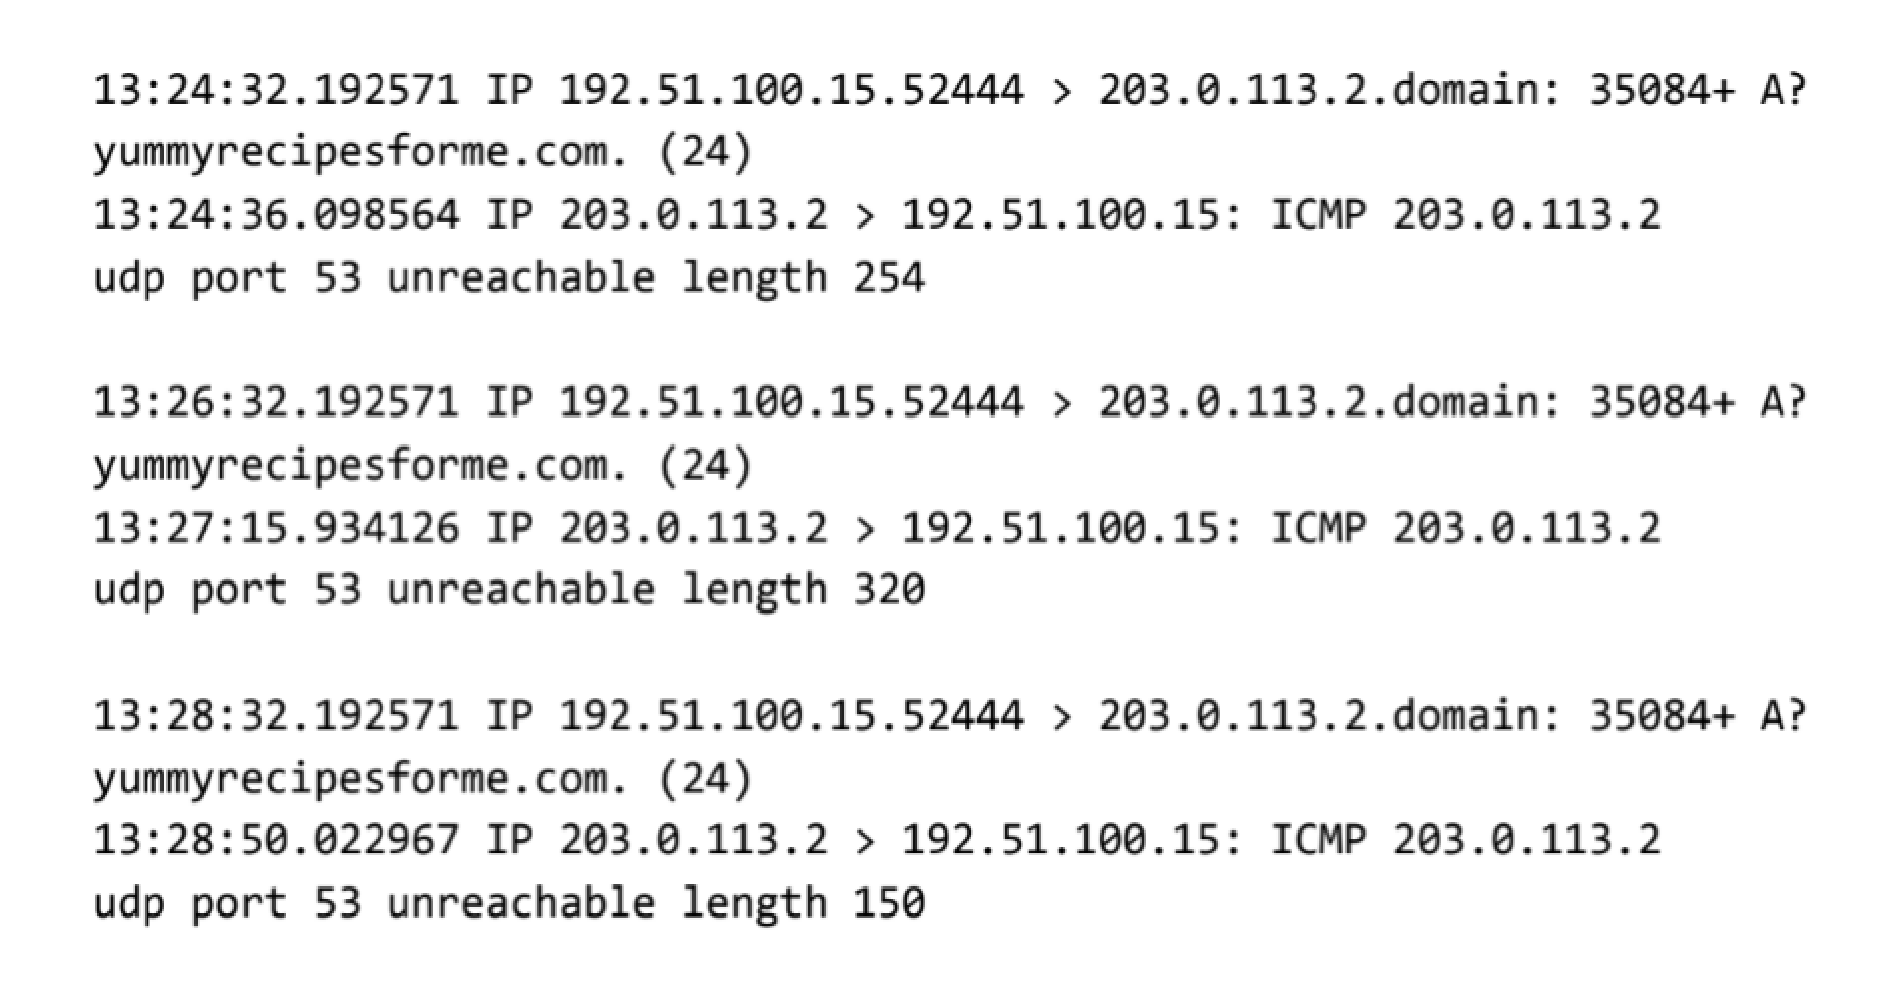 13:24:32.192571 IP 192.51.100.15.52444 > 203.0.113.2.domain: 35084+ A?
yummyrecipesforme.com. (24)
13:24:36.098564 IP 203.0.113.2 > 192.51.100.15: ICMP 203.0.113.2
udp port 53 unreachable length 254
13:26:32.192571 IP 192.51.100.15.52444 > 203.0.113.2.domain: 35084+ A?
yummyrecipesforme.com. (24)
13:27:15.934126 IP 203.0.113.2 > 192.51.100.15: ICMP 203.0.113.2
udp port 53 unreachable length 320
13:28:32.192571 IP 192.51.100.15.52444 > 203.0.113.2.domain: 35084+ A?
yummyrecipesforme.com. (24)
13:28:50.022967 IP 203.0.113.2 > 192.51.100.15: ICMP 203.0.113.2
udp port 53 unreachable length 150